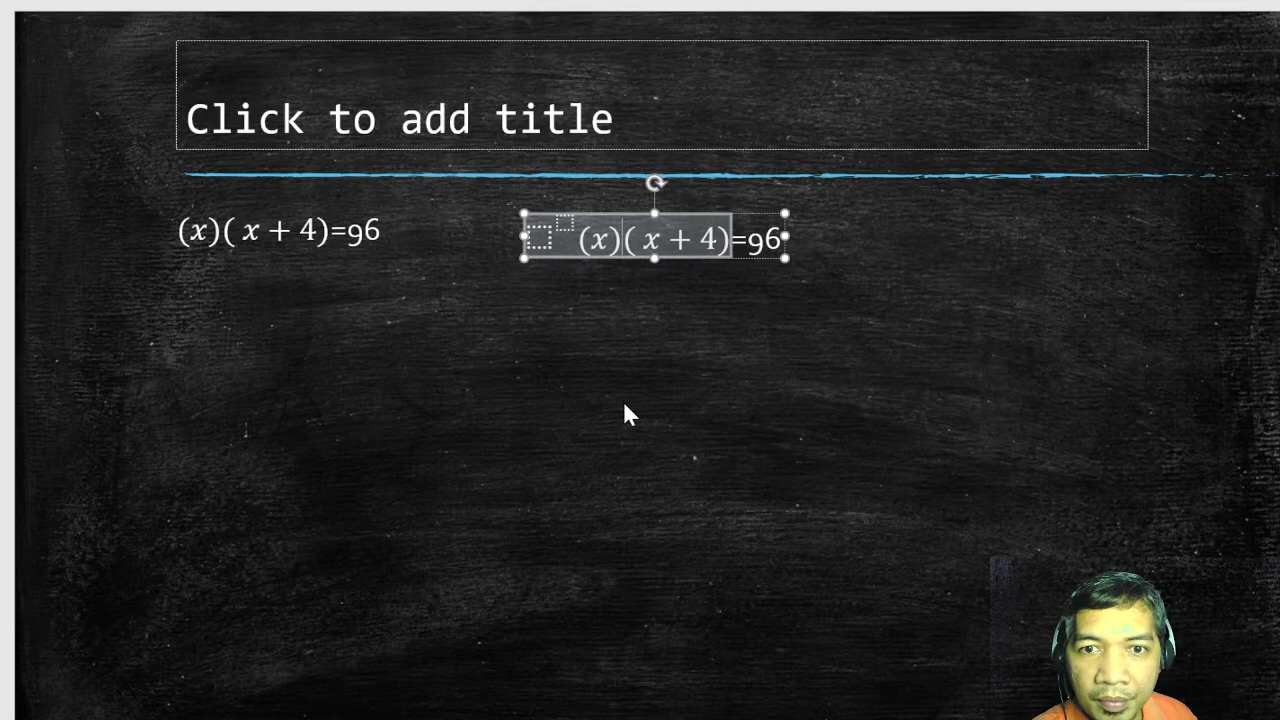 Click to add title
(x)( x + 4)=96
(x)( x + 4)=96